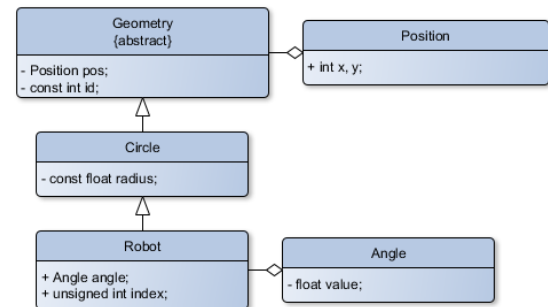 Geometry
{abstract}
- Position pos;
- const int id;
Position
+ int x, y;
Circle
- const float radius;
Robot
+ Angle angle;
+ unsigned int index;
Angle
- float value;